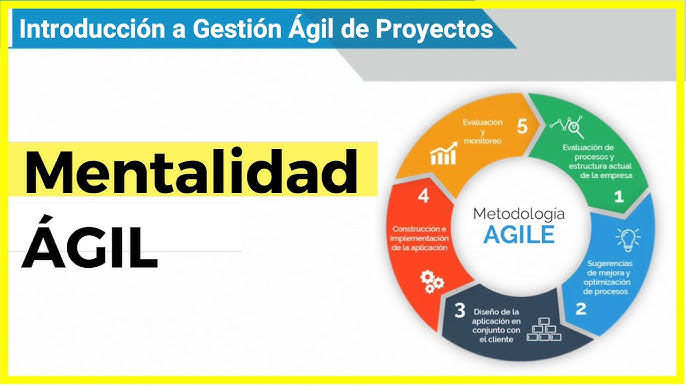 Introducción a Gestión Ágil de Proyectos
Mentalidad
ÁGIL
Metodología
AGILE
Evaluación de
procesos y
estructura actual
de la empresa
1
Sugerencias
de mejora y
optimización
de procesos
2
3
Diseño de la
aplicación en
conjunto con
el cliente
4
Construcción e
implementación
de la aplicación
5
Evaluación
y
monitoreo